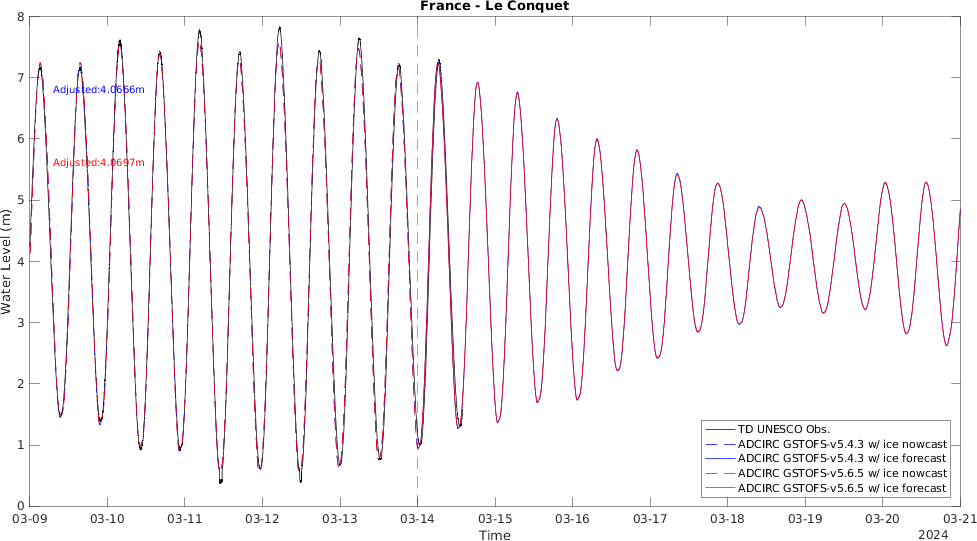 France - Le Conquet
8
7
6
5
4
3
2
1
0
Water Level (m)
Adjusted:4.0666m
Adjusted:4.0697m
TD UNESCO Obs.
ADCIRC GSTOFS-v5.4.3 w/ ice nowcast
ADCIRC GSTOFS-v5.4.3 w/ ice forecast
ADCIRC GSTOFS-v5.6.5 w/ ice nowcast
ADCIRC GSTOFS-v5.6.5 w/ ice forecast
03-09 03-10 03-11 03-12 03-13 03-14 03-15 03-16 03-17 03-18 03-19 03-20 03-21
Time
2024